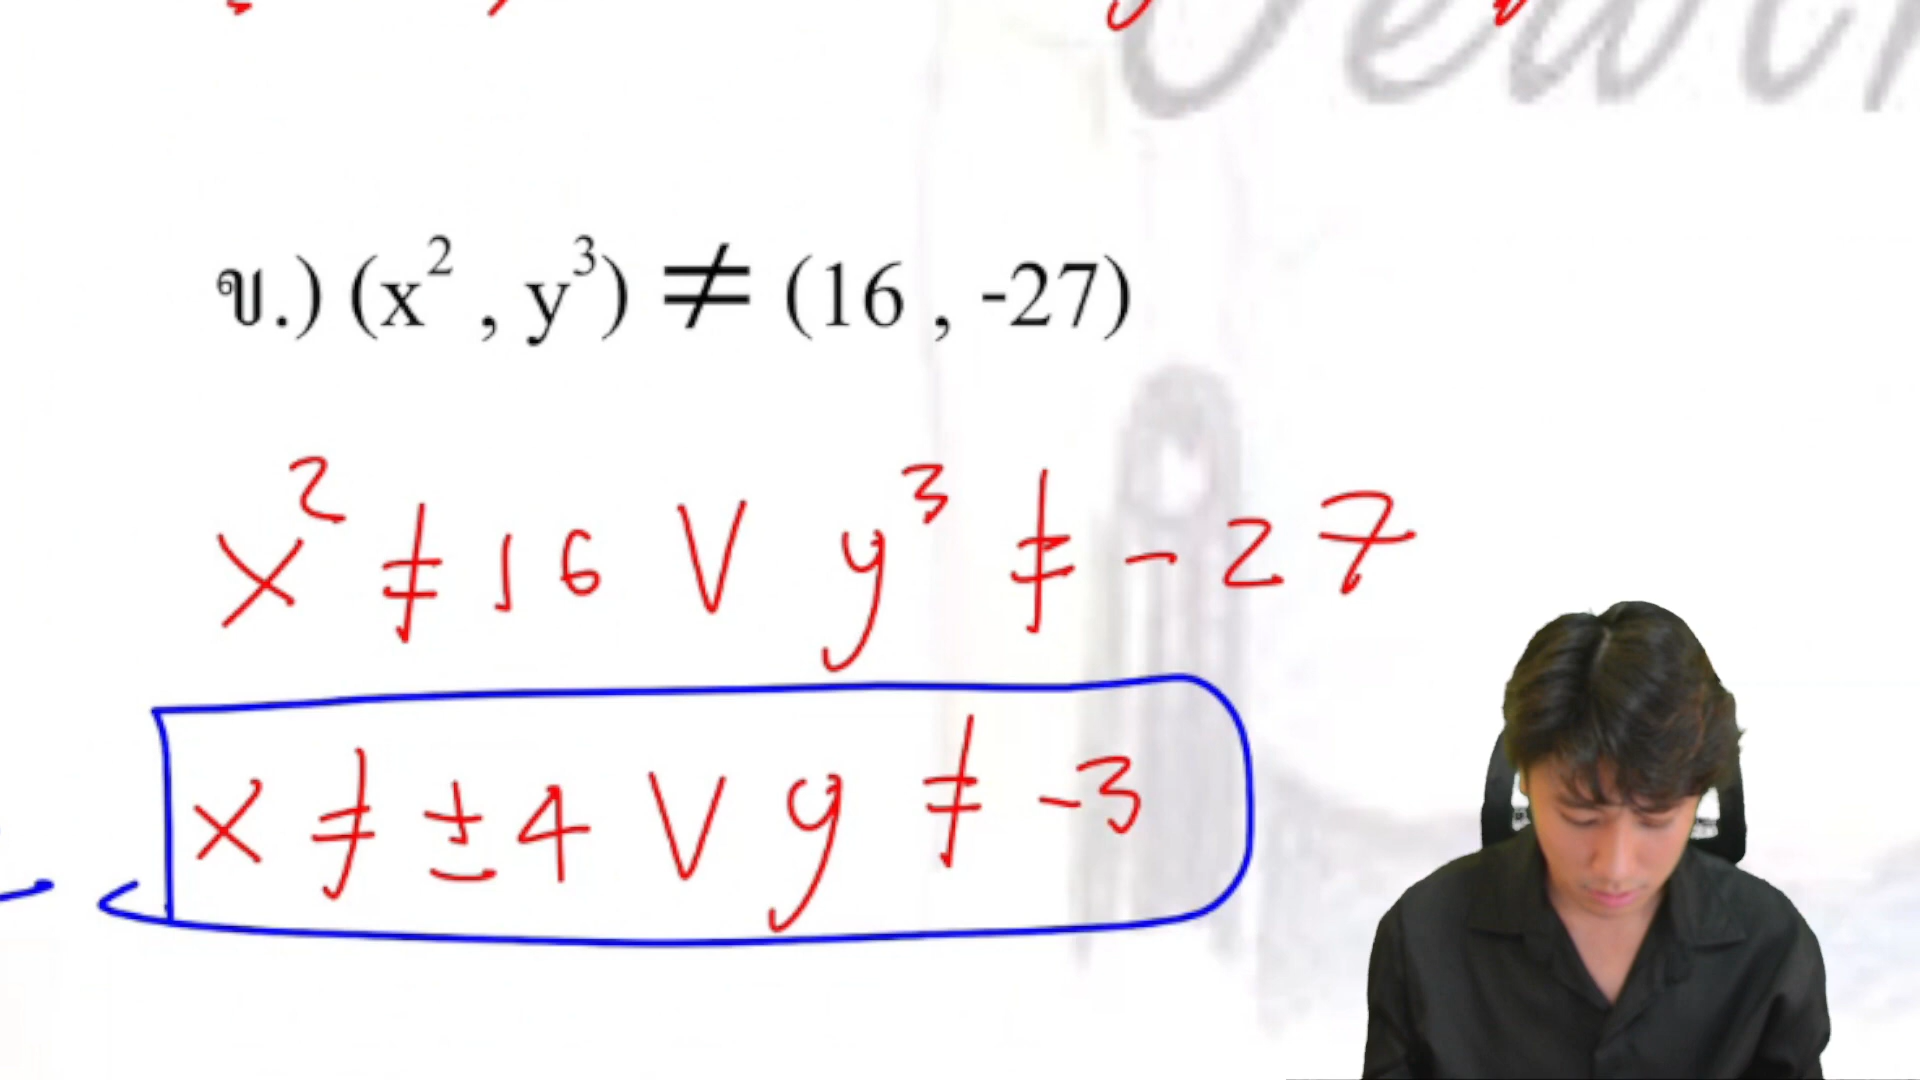 ข.) (x² , y³) ≠ (16 , -27)
x² ≠ 16 ∨ y³ ≠ -27
x ≠ ±4 ∨ y ≠ -3